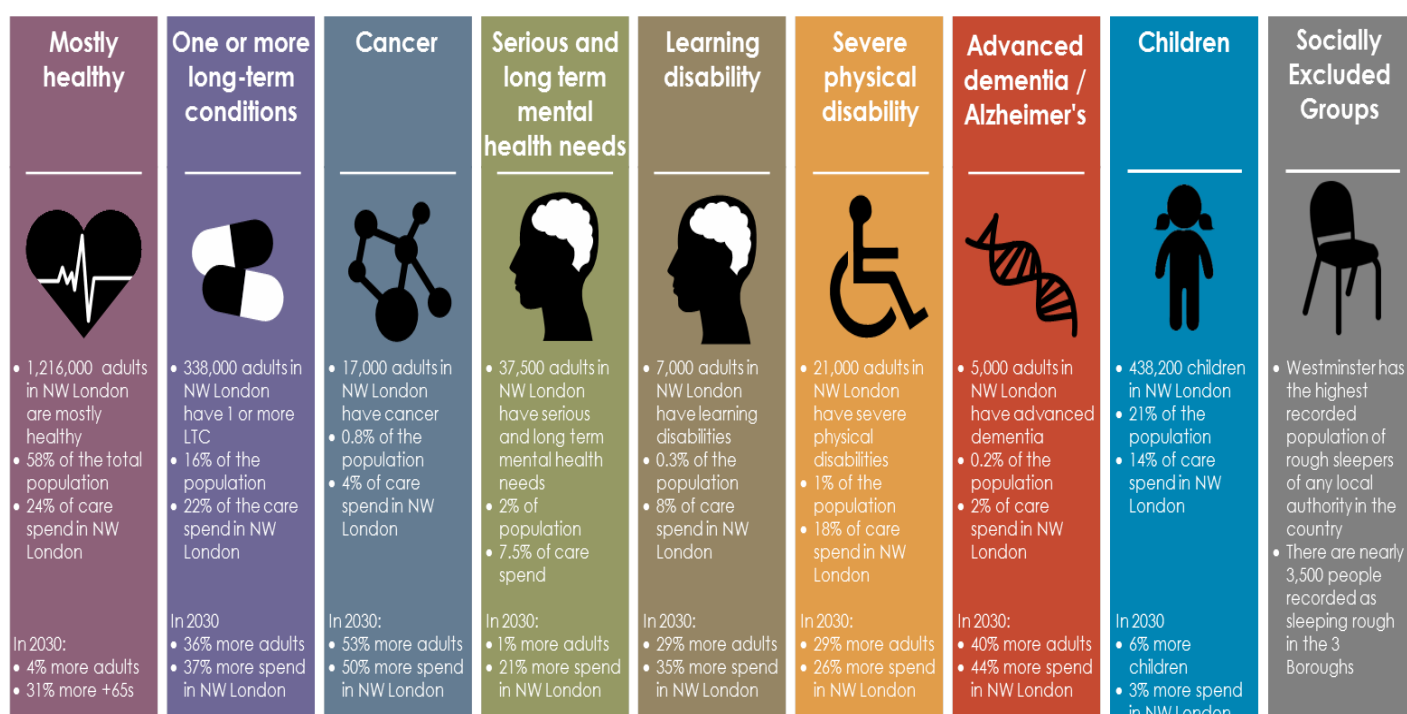 Mostly
healthy
• 1,216,000 adults
in NW London
are mostly
healthy
• 58% of the total
population
• 24% of care
spend in NW
London
In 2030:
• 4% more adults
• 31% more +65s
One or more
long-term
conditions
• 338,000 adults in
NW London
have 1 or more
LTC
• 16% of the
population
• 22% of the care
spend in NW
London
In 2030
• 36% more adults
• 37% more spend
in NW London
Cancer
• 17,000 adults in
NW London
have cancer
• 0.8% of the
population
• 4% of care
spend in NW
London
In 2030:
• 53% more adults
• 50% more spend
in NW London
Serious and
long term
mental
health needs
• 37,500 adults in
NW London
have serious
and long term
mental health
needs
• 2% of
population
• 7.5% of care
spend
In 2030:
• 1% more adults
• 21% more spend
in NW London
Learning
disability
• 7,000 adults in
NW London
have learning
disabilities
• 0.3% of the
population
• 8% of care
spend in NW
London
In 2030:
• 29% more adults
• 35% more spend
in NW London
Severe
physical
disability
• 21,000 adults in
NW London
have severe
physical
disabilities
• 1% of the
population
• 18% of care
spend in NW
London
In 2030:
• 29% more adults
• 26% more spend
in NW London
Advanced
dementia /
Alzheimer's
• 5,000 adults in
NW London
have advanced
dementia
• 0.2% of the
population
• 2% of care
spend in NW
London
In 2030:
• 40% more adults
• 44% more spend
in NW London
Children
• 438,200 children
in NW London
• 21% of the
population
• 14% of care
spend in NW
London
In 2030
• 6% more
children
• 3% more spend
in NW London
Socially
Excluded
Groups
• Westminster has
the highest
recorded
population of
rough sleepers
of any local
authority in the
country
• There are nearly
3,500 people
recorded as
sleeping rough
in the 3
Boroughs